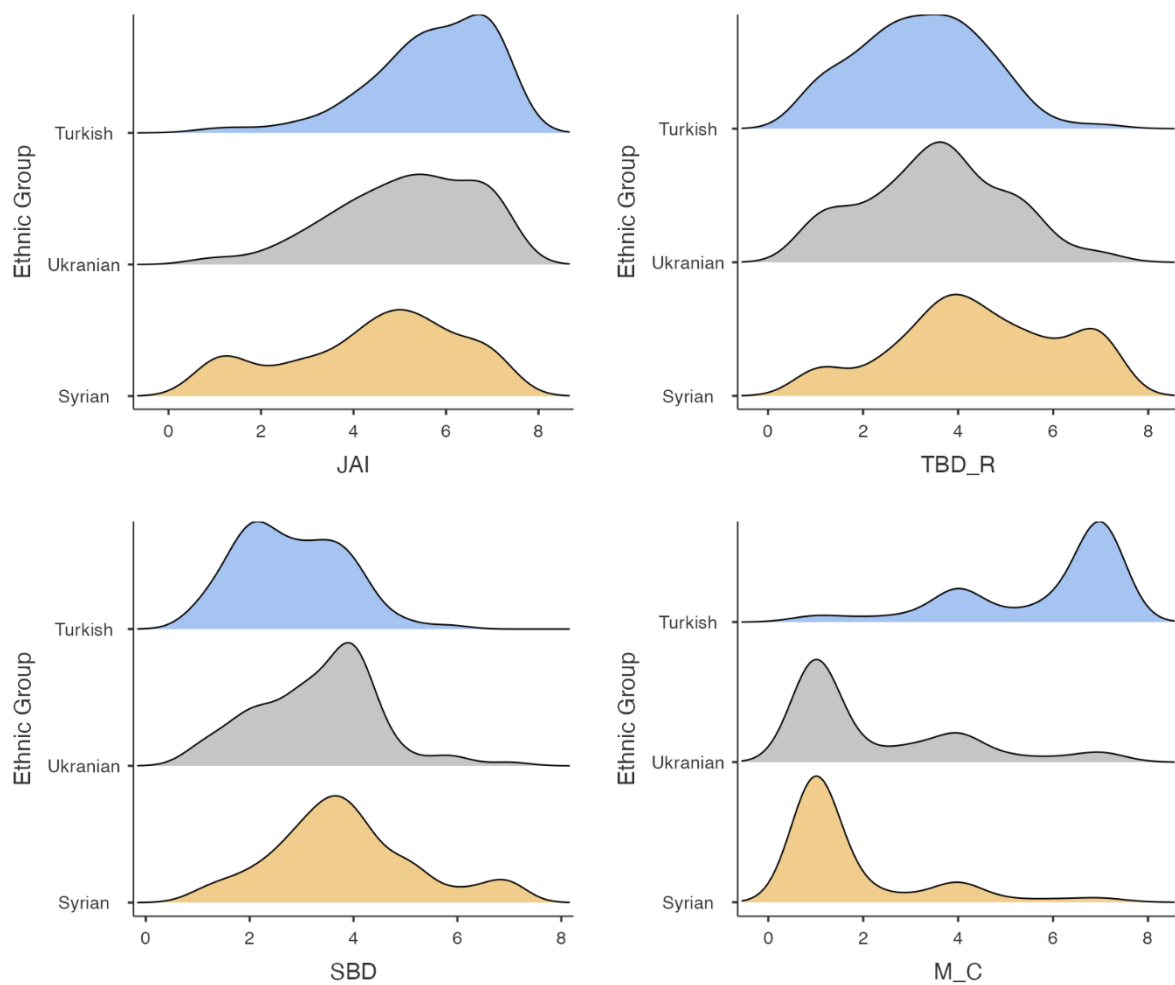 Ethnic Group
Turkish
Ukranian
Syrian
0 2 4 6 8
JAI
Ethnic Group
Turkish
Ukranian
Syrian
0 2 4 6 8
TBD_R
Ethnic Group
Turkish
Ukranian
Syrian
0 2 4 6 8
SBD
Ethnic Group
Turkish
Ukranian
Syrian
0 2 4 6 8
M_C